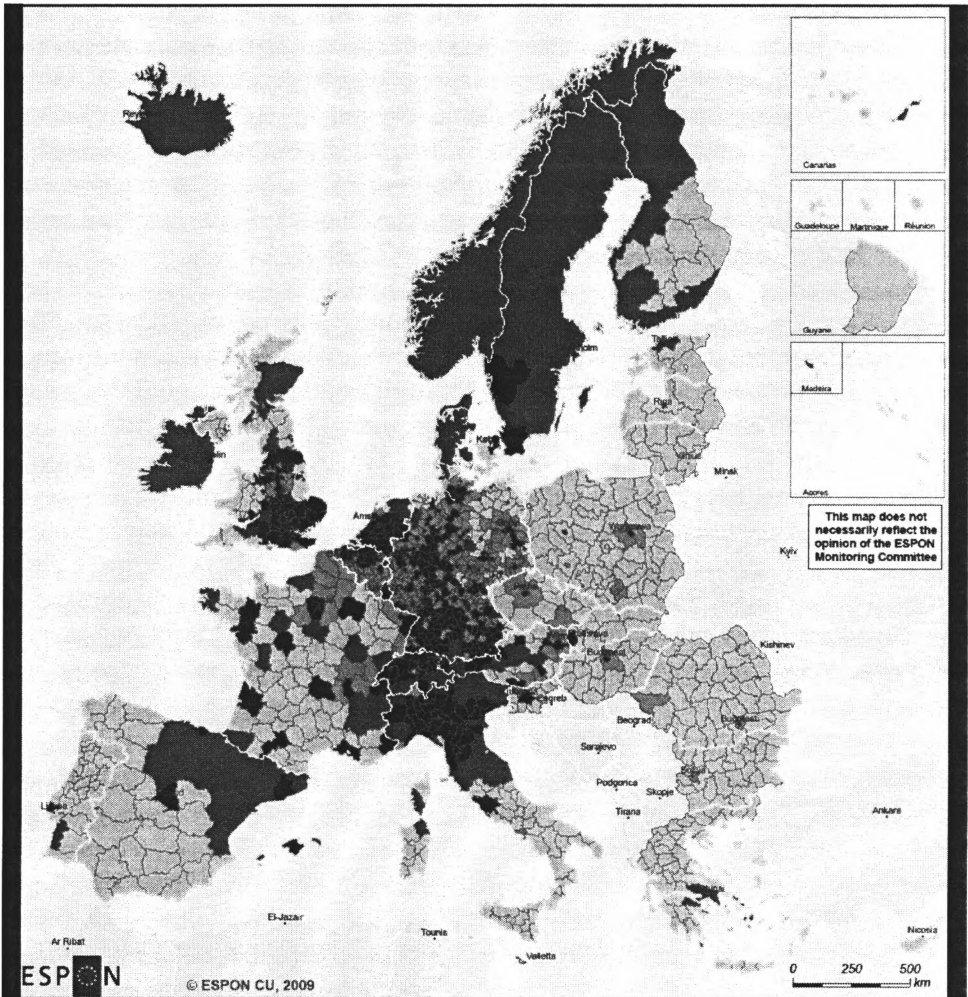 Canarias
Guadeloupe
Martinique
Réunion
Guyane
Madeira
Açores
This map does not
necessarily reflect the
opinion of the ESPON
Monitoring Committee
Riga
Minsk
Kyiv
Kishinev
Budapest
Zagreb
Beograd
Sarajevo
Podgorica
Skopje
Tirana
Ankara
El-Jazair
Tounis
Ar Ribat
Valletta
Nicosia
ESPON
© ESPON CU, 2009
0 250 500
km